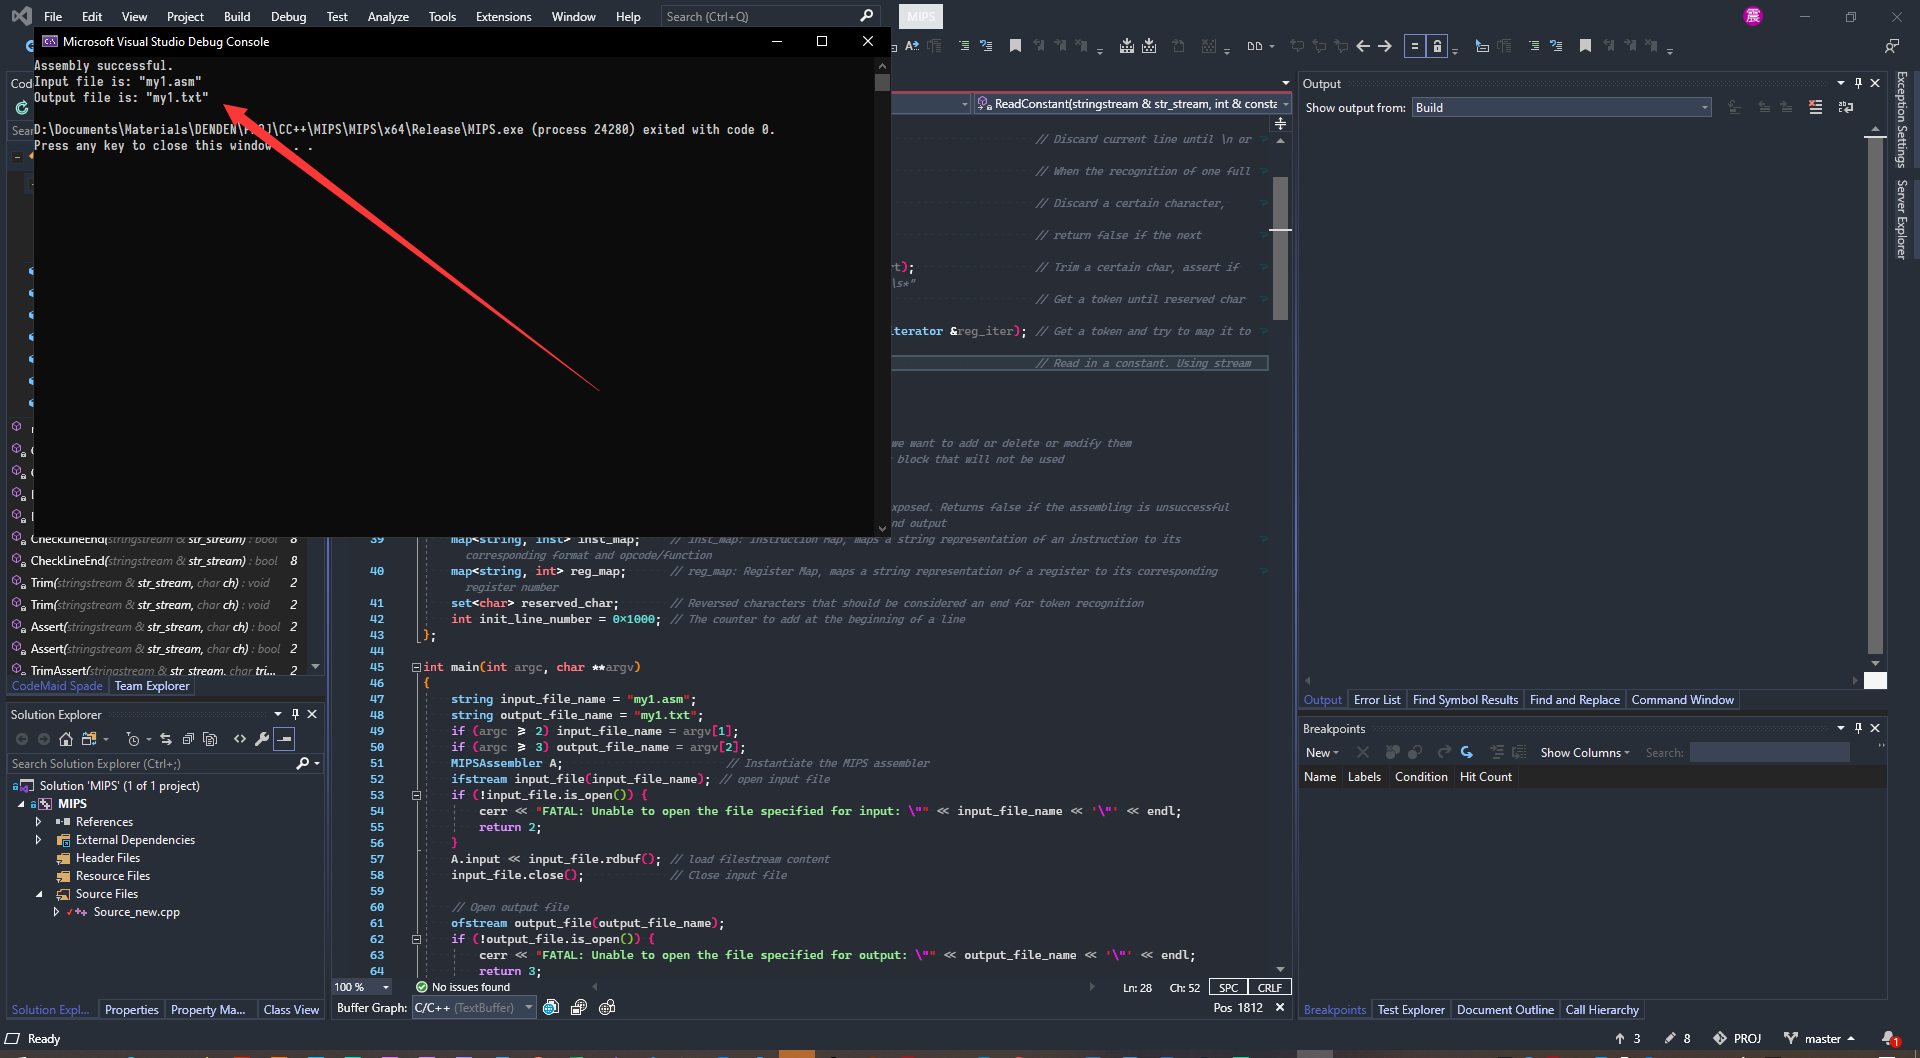 File Edit View Project Build Debug Test Analyze Tools Extensions Window Help Search (Ctrl+Q) MIPS
Microsoft Visual Studio Debug Console
Assembly successful.
Input file is: "my1.asm"
Output file is: "my1.txt"
D:\Documents\Materials\DENDEN\PROJ\CC++\MIPS\MIPS\x64\Release\MIPS.exe (process 24280) exited with code 0.
Press any key to close this window . . .
ReadConstant(stringstream & str_stream, int & consta
// Discard current line until \n or
// When the recognition of one full
// Discard a certain character,
// return false if the next
rt); // Trim a certain char, assert if
\s*"
// Get a token until reserved char
iterator &reg_iter); // Get a token and try to map it to
// Read in a constant. Using stream
we want to add or delete or modify them
block that will not be used
xposed. Returns false if the assembling is unsuccessful
nd output
39 map<string, inst> inst_map; // inst_map: Instruction Map, maps a string representation of an instruction to its
corresponding format and opcode/function
40 map<string, int> reg_map; // reg_map: Register Map, maps a string representation of a register to its corresponding
register number
41 set<char> reserved_char; // Reversed characters that should be considered an end for token recognition
42 int init_line_number = 0×1000; // The counter to add at the beginning of a line
43 };
44
45 int main(int argc, char **argv)
46 {
47 string input_file_name = "my1.asm";
48 string output_file_name = "my1.txt";
49 if (argc ≥ 2) input_file_name = argv[1];
50 if (argc ≥ 3) output_file_name = argv[2];
51 MIPSAssembler A; // Instantiate the MIPS assembler
52 ifstream input_file(input_file_name); // open input file
53 if (!input_file.is_open()) {
54 cerr << "FATAL: Unable to open the file specified for input: \"" << input_file_name << '\"' << endl;
55 return 2;
56 }
57 A.input << input_file.rdbuf(); // load filestream content
58 input_file.close(); // Close input file
59
60 // Open output file
61 ofstream output_file(output_file_name);
62 if (!output_file.is_open()) {
63 cerr << "FATAL: Unable to open the file specified for output: \"" << output_file_name << '\"' << endl;
64 return 3;
100 % No issues found Ln: 28 Ch: 52 SPC CRLF
Buffer Graph: C/C++ (TextBuffer) Pos 1812
CheckLineEnd(stringstream & str_stream) : bool 8
CheckLineEnd(stringstream & str_stream) : bool 8
Trim(stringstream & str_stream, char ch) : void 2
Trim(stringstream & str_stream, char ch) : void 2
Assert(stringstream & str_stream, char ch) : bool 2
Assert(stringstream & str_stream, char ch) : bool 2
TrimAssert(stringstream & str_stream, char tri... 2
CodeMaid Spade Team Explorer
Solution Explorer
Search Solution Explorer (Ctrl+;)
Solution 'MIPS' (1 of 1 project)
MIPS
References
External Dependencies
Header Files
Resource Files
Source Files
Source_new.cpp
Solution Expl... Properties Property Ma... Class View
Output
Show output from: Build
Output Error List Find Symbol Results Find and Replace Command Window
Breakpoints
New Show Columns Search:
Name Labels Condition Hit Count
Breakpoints Test Explorer Document Outline Call Hierarchy
Exception Settings
Server Explorer
Ready 3 8 PROJ master 1